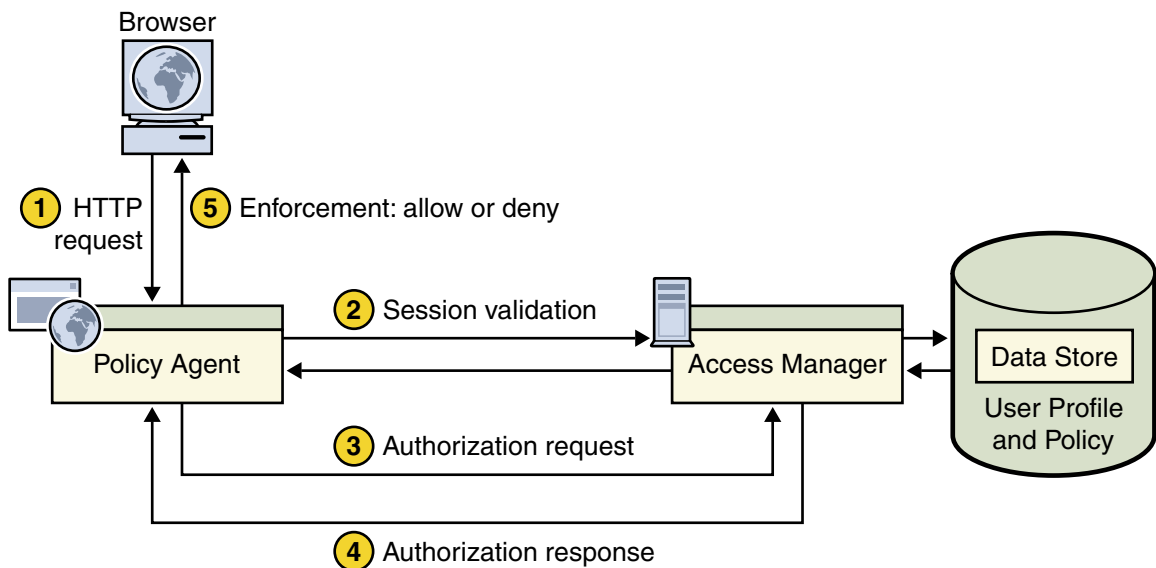 Browser
1 HTTP
request
5 Enforcement: allow or deny
2 Session validation
Policy Agent
Access Manager
Data Store
User Profile
and Policy
3 Authorization request
4 Authorization response